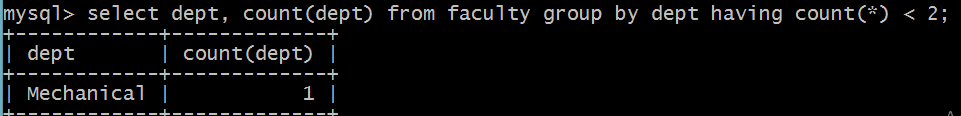 mysql> select dept, count(dept) from faculty group by dept having count(*) < 2;
+------------+-------------+
| dept       | count(dept) |
+------------+-------------+
| Mechanical |           1 |
+------------+-------------+